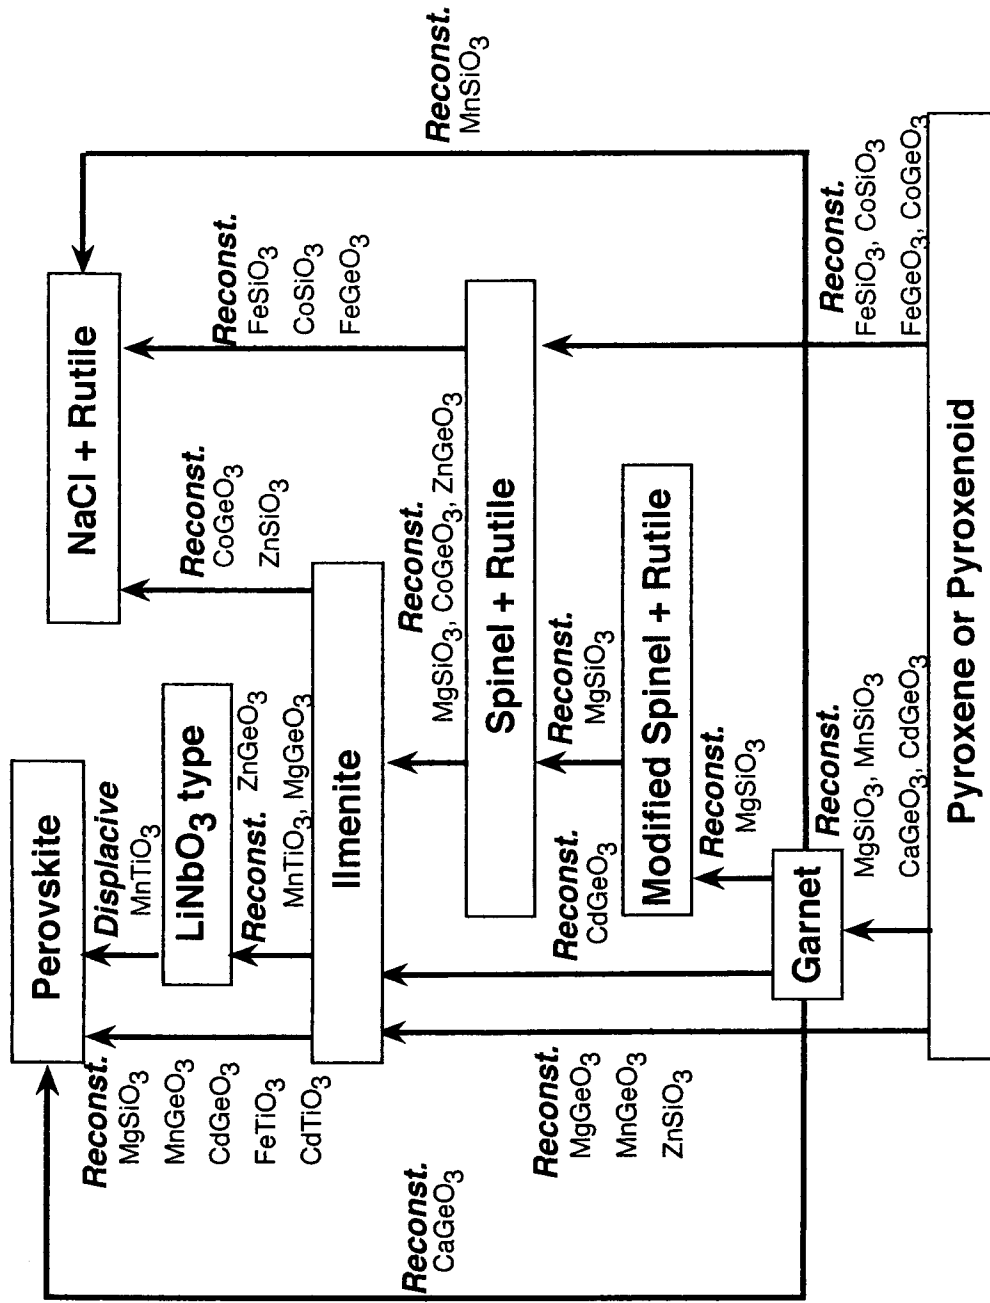 Perovskite
NaCl + Rutile
Reconst.
MnSiO3
Displacive
MnTiO3
LiNbO3 type
Reconst.
MgSiO3
MnGeO3
CdGeO3
FeTiO3
CdTiO3
Reconst. ZnGeO3
MnTiO3, MgGeO3
Reconst.
CoGeO3
ZnSiO3
Reconst.
FeSiO3
CoSiO3
FeGeO3
Ilmenite
Reconst.
CaGeO3
Reconst.
MgSiO3, CoGeO3, ZnGeO3
Spinel + Rutile
Reconst.
MgGeO3
MnGeO3
ZnSiO3
Reconst.
CdGeO3
Reconst.
MgSiO3
Modified Spinel + Rutile
Reconst.
MgSiO3
Garnet
Reconst.
MgSiO3, MnSiO3
CaGeO3, CdGeO3
Reconst.
FeSiO3, CoSiO3
FeGeO3, CoGeO3
Pyroxene or Pyroxenoid